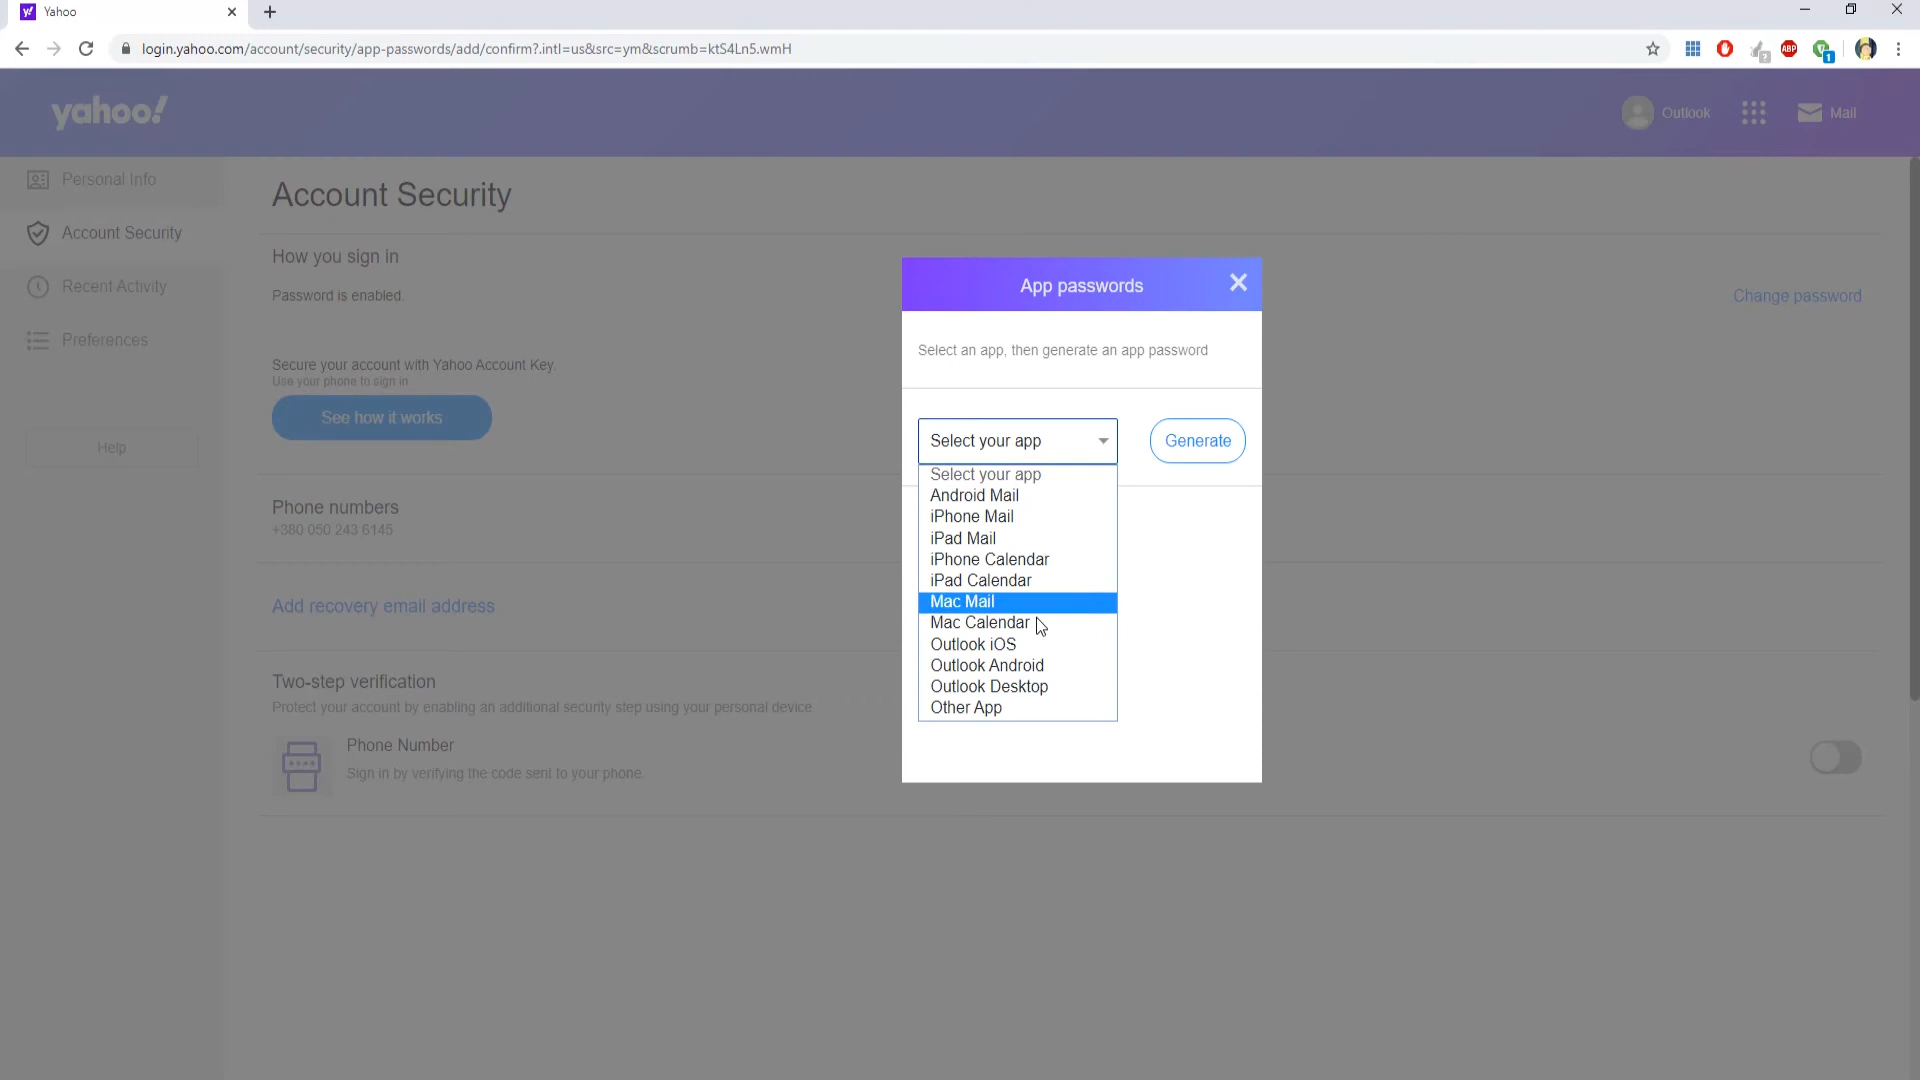 Yahoo
login.yahoo.com/account/security/app-passwords/add/confirm?.intl=us&src=ym&scrumb=ktS4Ln5.wmH
ABP
1
yahoo!
Outlook
Mail
Personal Info
Account Security
Recent Activity
Preferences
Help
Account Security
How you sign in
Password is enabled.
Change password
Secure your account with Yahoo Account Key
Use your phone to sign in
See how it works
Phone numbers
+380 050 243 6145
Add recovery email address
Two-step verification
Protect your account by enabling an additional security step using your personal device.
Phone Number
Sign in by verifying the code sent to your phone.
App passwords
Select an app, then generate an app password
Select your app
Generate
Select your app
Android Mail
iPhone Mail
iPad Mail
iPhone Calendar
iPad Calendar
Mac Mail
Mac Calendar
Outlook iOS
Outlook Android
Outlook Desktop
Other App